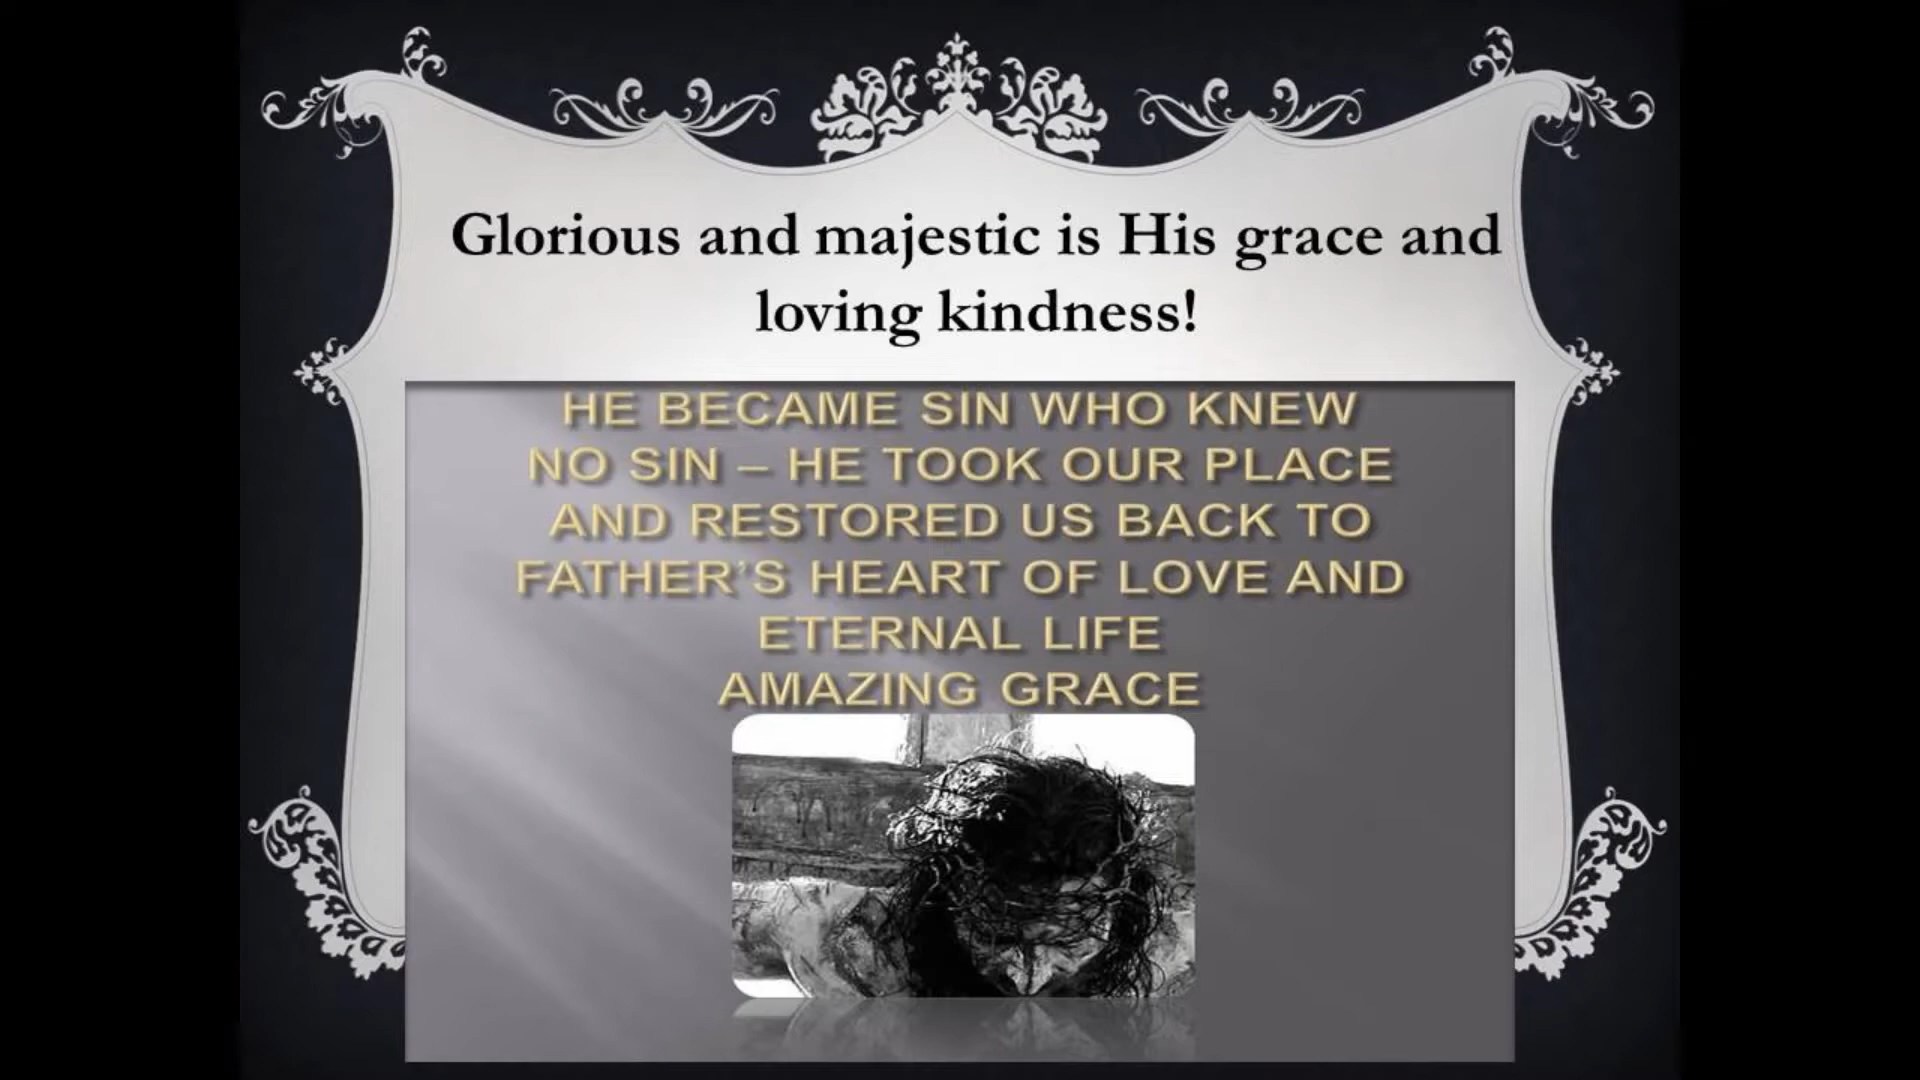 Glorious and majestic is His grace and
loving kindness!
HE BECAME SIN WHO KNEW
NO SIN – HE TOOK OUR PLACE
AND RESTORED US BACK TO
FATHER’S HEART OF LOVE AND
ETERNAL LIFE
AMAZING GRACE